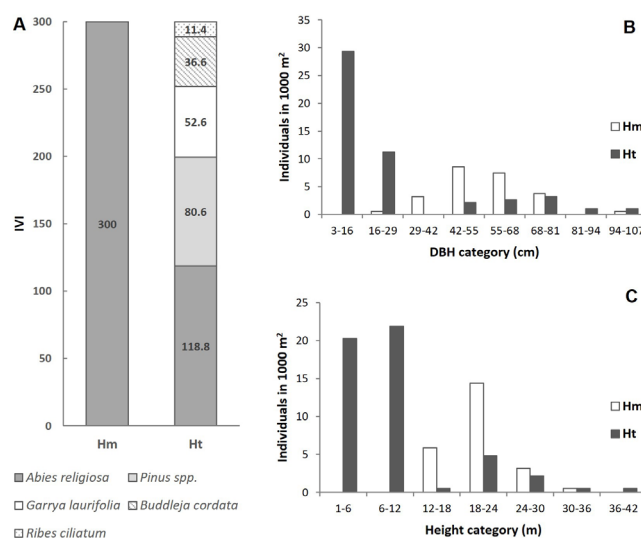 A
300
250
200
150
100
50
0
IVI
300
11.4
36.6
52.6
80.6
118.8
Hm
Ht
Abies religiosa
Pinus spp.
Garrya laurifolia
Buddleja cordata
Ribes ciliatum
B
Individuals in 1000 m²
35
30
25
20
15
10
5
0
Hm
Ht
3-16
16-29
29-42
42-55
55-68
68-81
81-94
94-107
DBH category (cm)
C
Individuals in 1000 m²
25
20
15
10
5
0
Hm
Ht
1-6
6-12
12-18
18-24
24-30
30-36
36-42
Height category (m)